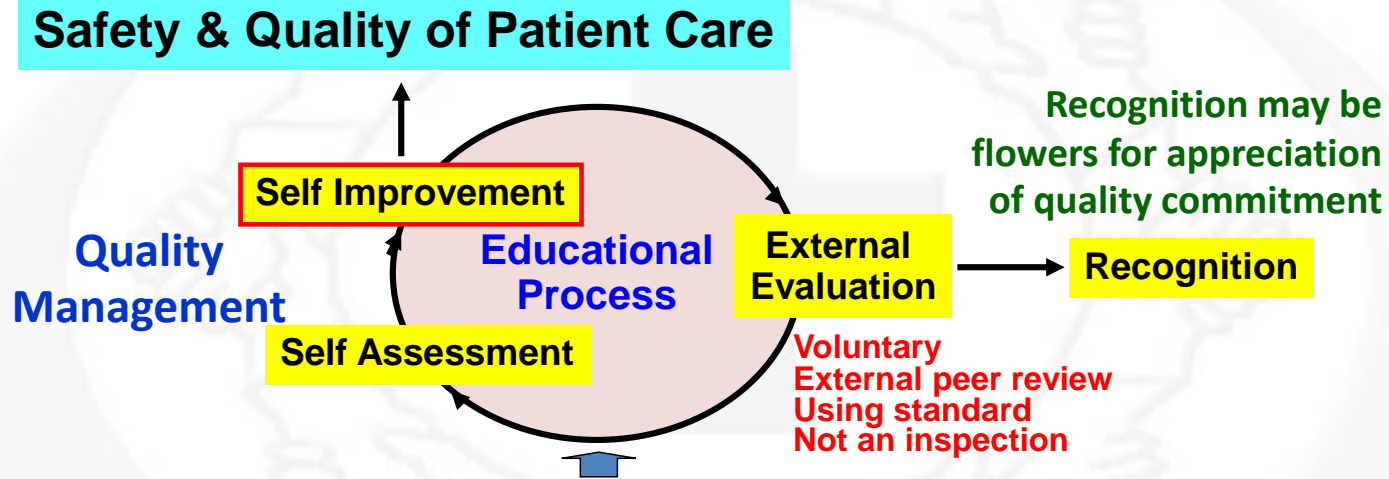 Safety & Quality of Patient Care
Recognition may be
flowers for appreciation
of quality commitment
Self Improvement
Quality
Management
Educational
Process
External
Evaluation
Recognition
Self Assessment
Voluntary
External peer review
Using standard
Not an inspection